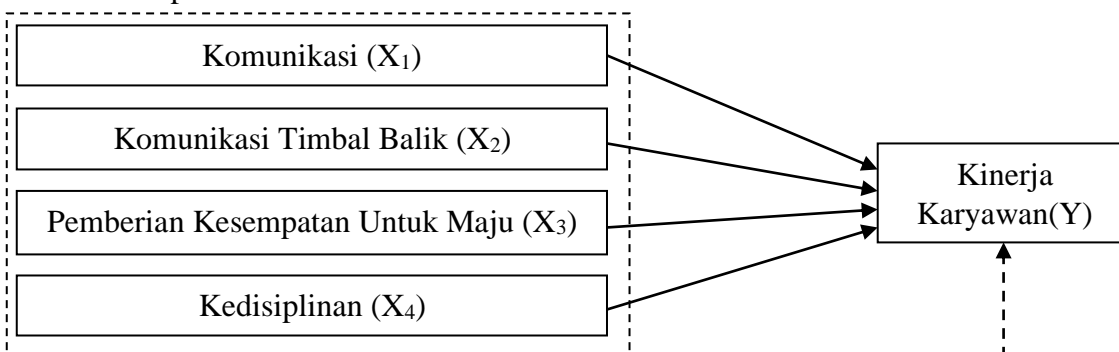 Komunikasi (X₁)
Komunikasi Timbal Balik (X₂)
Pemberian Kesempatan Untuk Maju (X₃)
Kedisiplinan (X₄)
Kinerja
Karyawan(Y)